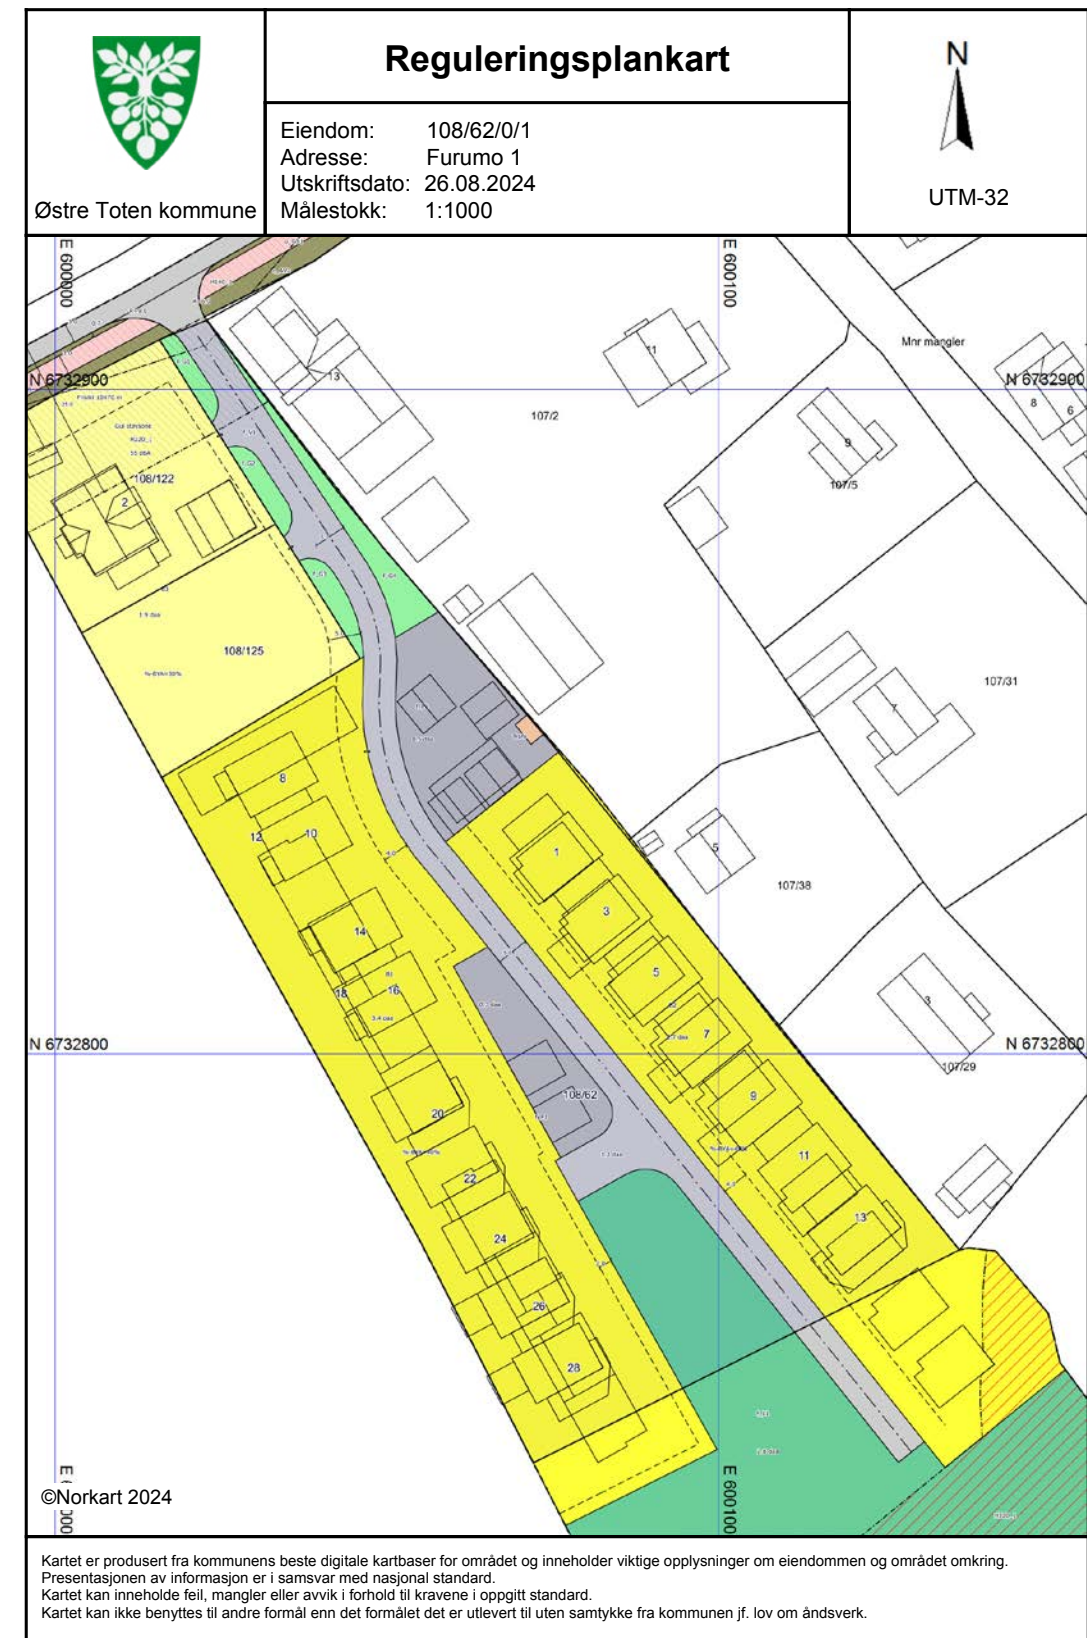 Reguleringsplankart
Eiendom: 108/62/0/1
Adresse: Furumo 1
Utskriftsdato: 26.08.2024
Målestokk: 1:1000
Østre Toten kommune
N
UTM-32
E 600000
E 600100
Mnr mangler
N 6732900
N 6732900
13
11
8
6
107/2
9
107/5
108/122
2
108/125
107/31
7
8
12
10
1
5
107/38
3
14
5
18
16
7
3
N 6732800
N 6732800
107/29
108/62
9
20
11
22
13
24
26
28
E 600100
©Norkart 2024
Kartet er produsert fra kommunens beste digitale kartbaser for området og inneholder viktige opplysninger om eiendommen og området omkring.
Presentasjonen av informasjon er i samsvar med nasjonal standard.
Kartet kan inneholde feil, mangler eller avvik i forhold til kravene i oppgitt standard.
Kartet kan ikke benyttes til andre formål enn det formålet det er utlevert til uten samtykke fra kommunen jf. lov om åndsverk.